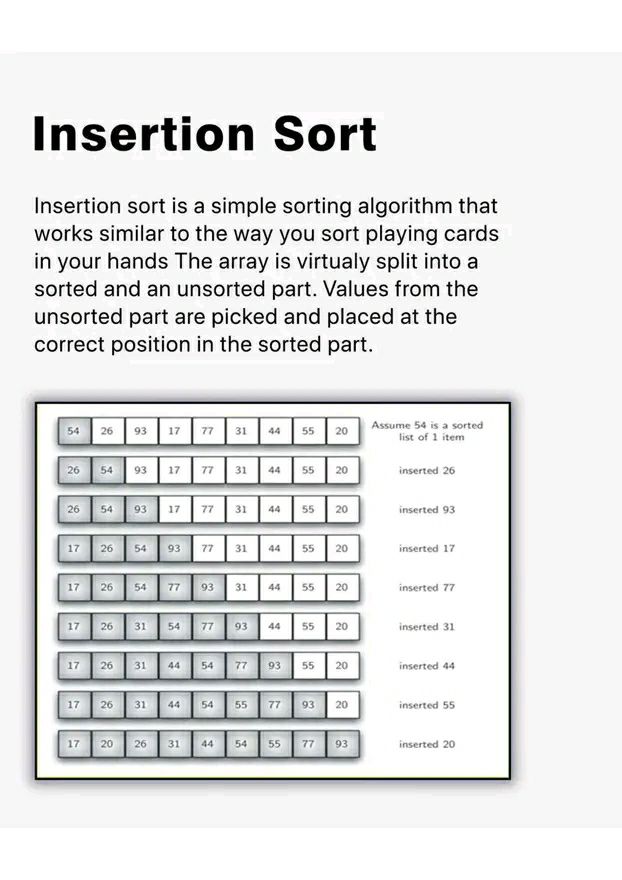 Insertion Sort
Insertion sort is a simple sorting algorithm that
works similar to the way you sort playing cards
in your hands The array is virtualy split into a
sorted and an unsorted part. Values from the
unsorted part are picked and placed at the
correct position in the sorted part.
54 26 93 17 77 31 44 55 20 Assume 54 is a sorted
list of 1 item
26 54 93 17 77 31 44 55 20 inserted 26
26 54 93 17 77 31 44 55 20 inserted 93
17 26 54 93 77 31 44 55 20 inserted 17
17 26 54 77 93 31 44 55 20 inserted 77
17 26 31 54 77 93 44 55 20 inserted 31
17 26 31 44 54 77 93 55 20 inserted 44
17 26 31 44 54 55 77 93 20 inserted 55
17 20 26 31 44 54 55 77 93 inserted 20